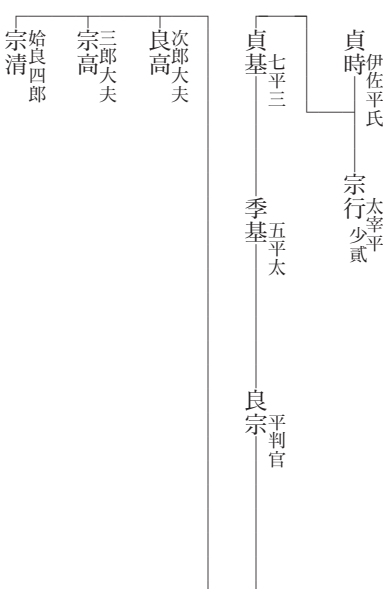 貞時 伊佐平氏
宗行 太宰平少貳
貞基 七平三
季基 五平太
良宗 平判官
良高 次郎大夫
宗高 三郎大夫
宗清 姶良四郎